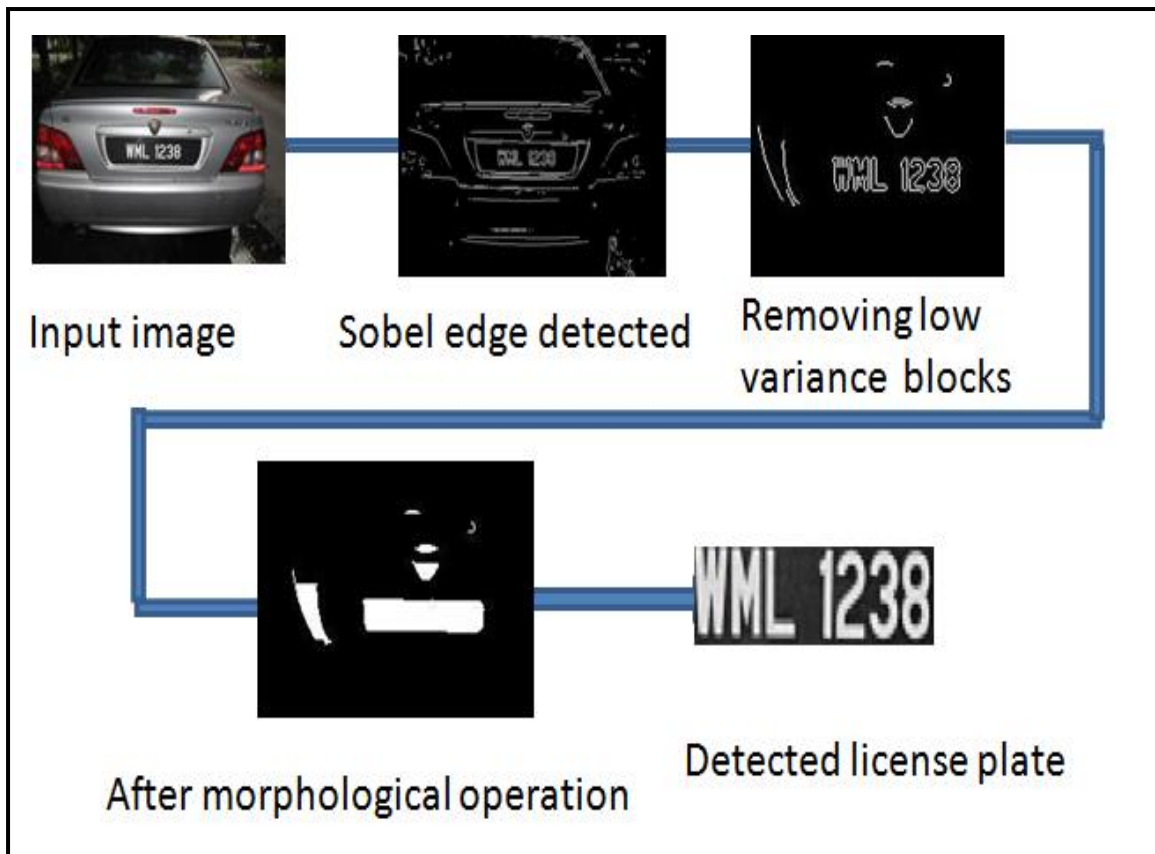 WML 1238
WML 1238
WML 1238
Input image
Sobel edge detected
Removing low
variance blocks
WML 1238
After morphological operation
Detected license plate